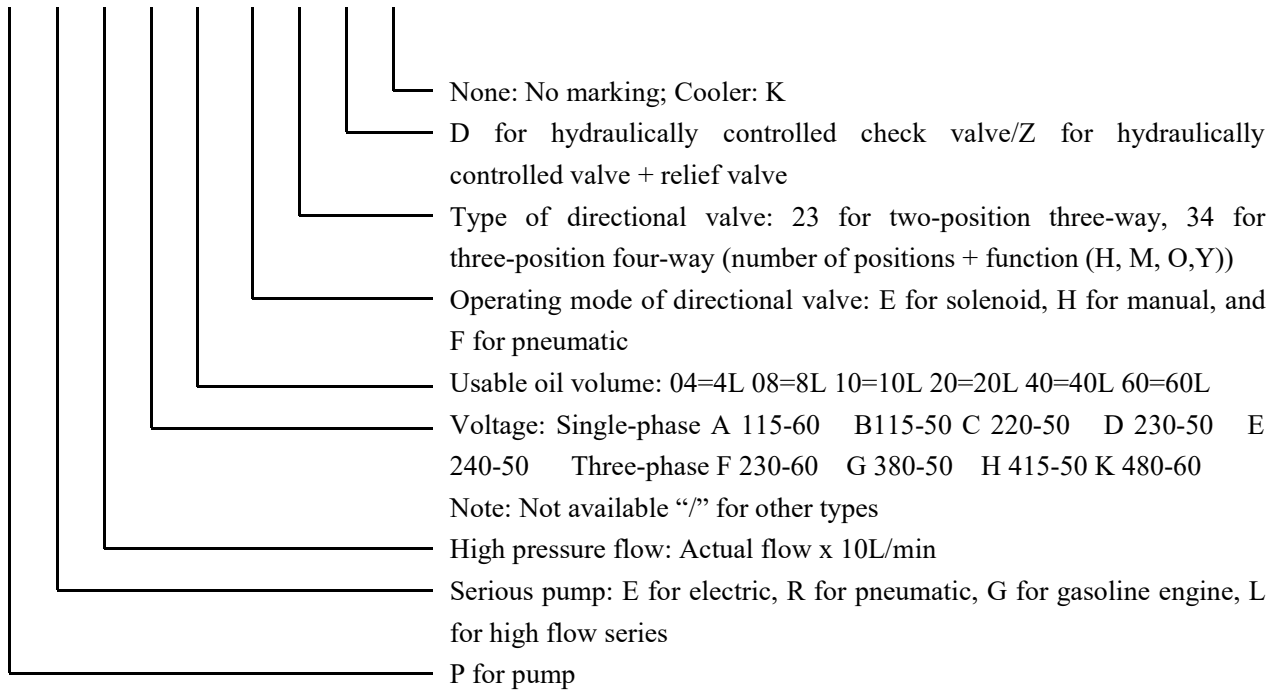 None: No marking; Cooler: K
D for hydraulically controlled check valve/Z for hydraulically
controlled valve + relief valve
Type of directional valve: 23 for two-position three-way, 34 for
three-position four-way (number of positions + function (H, M, O,Y))
Operating mode of directional valve: E for solenoid, H for manual, and
F for pneumatic
Usable oil volume: 04=4L 08=8L 10=10L 20=20L 40=40L 60=60L
Voltage: Single-phase A 115-60 B115-50 C 220-50 D 230-50 E
240-50 Three-phase F 230-60 G 380-50 H 415-50 K 480-60
Note: Not available “/” for other types
High pressure flow: Actual flow x 10L/min
Serious pump: E for electric, R for pneumatic, G for gasoline engine, L
for high flow series
P for pump